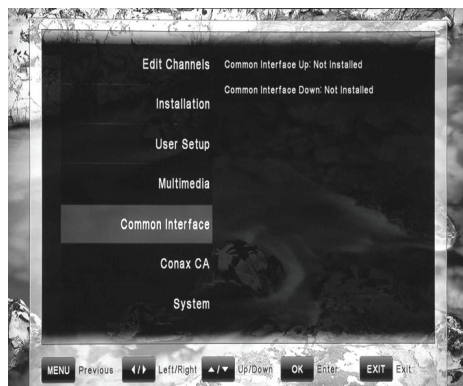 Edit Channels
Common Interface Up: Not Installed
Common Interface Down: Not Installed
Installation
User Setup
Multimedia
Common Interface
Conax CA
System
MENU Previous ◀/▶ Left/Right ▲/▼ Up/Down OK Enter EXIT Exit